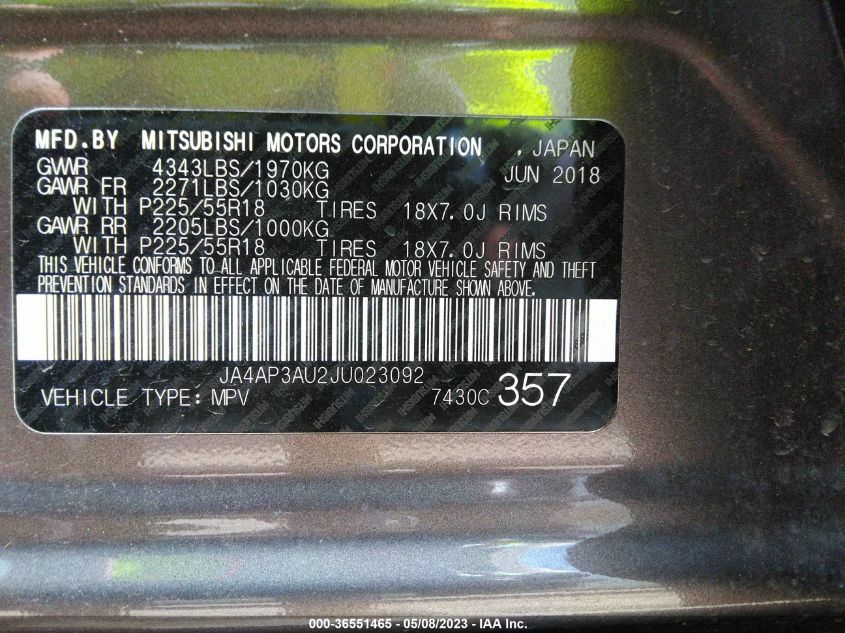 MFD.BY MITSUBISHI MOTORS CORPORATION , JAPAN
GVWR 4343LBS/1970KG JUN 2018
GAWR FR 2271LBS/1030KG
WITH P225/55R18 TIRES 18X7.0J RIMS
GAWR RR 2205LBS/1000KG
WITH P225/55R18 TIRES 18X7.0J RIMS
THIS VEHICLE CONFORMS TO ALL APPLICABLE FEDERAL MOTOR VEHICLE SAFETY AND THEFT
PREVENTION STANDARDS IN EFFECT ON THE DATE OF MANUFACTURE SHOWN ABOVE.
JA4AP3AU2JU023092
VEHICLE TYPE: MPV 7430C 357
000-36551465 - 05/08/2023 - IAA Inc.